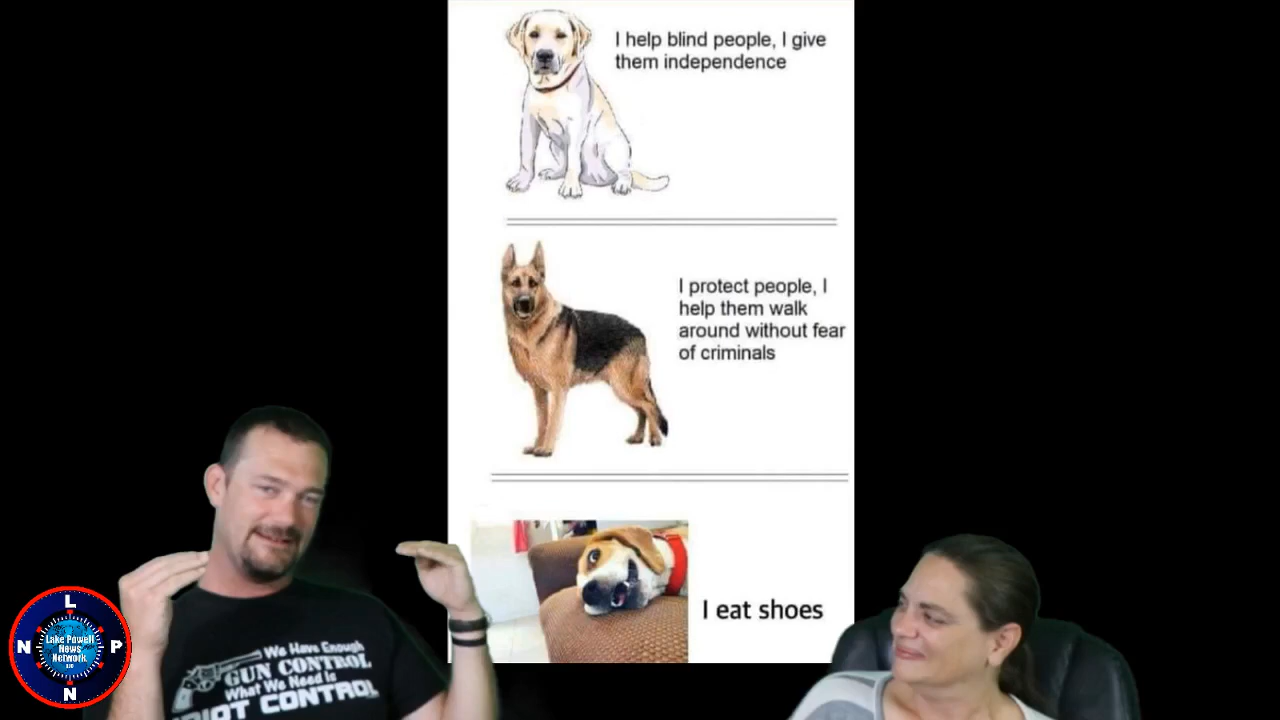 I help blind people, I give
them independence
I protect people, I
help them walk
around without fear
of criminals
I eat shoes
We Have Enough
GUN CONTROL
What We Need Is
IDIOT CONTROL
L
N
P
Lake Powell
News
Network
N